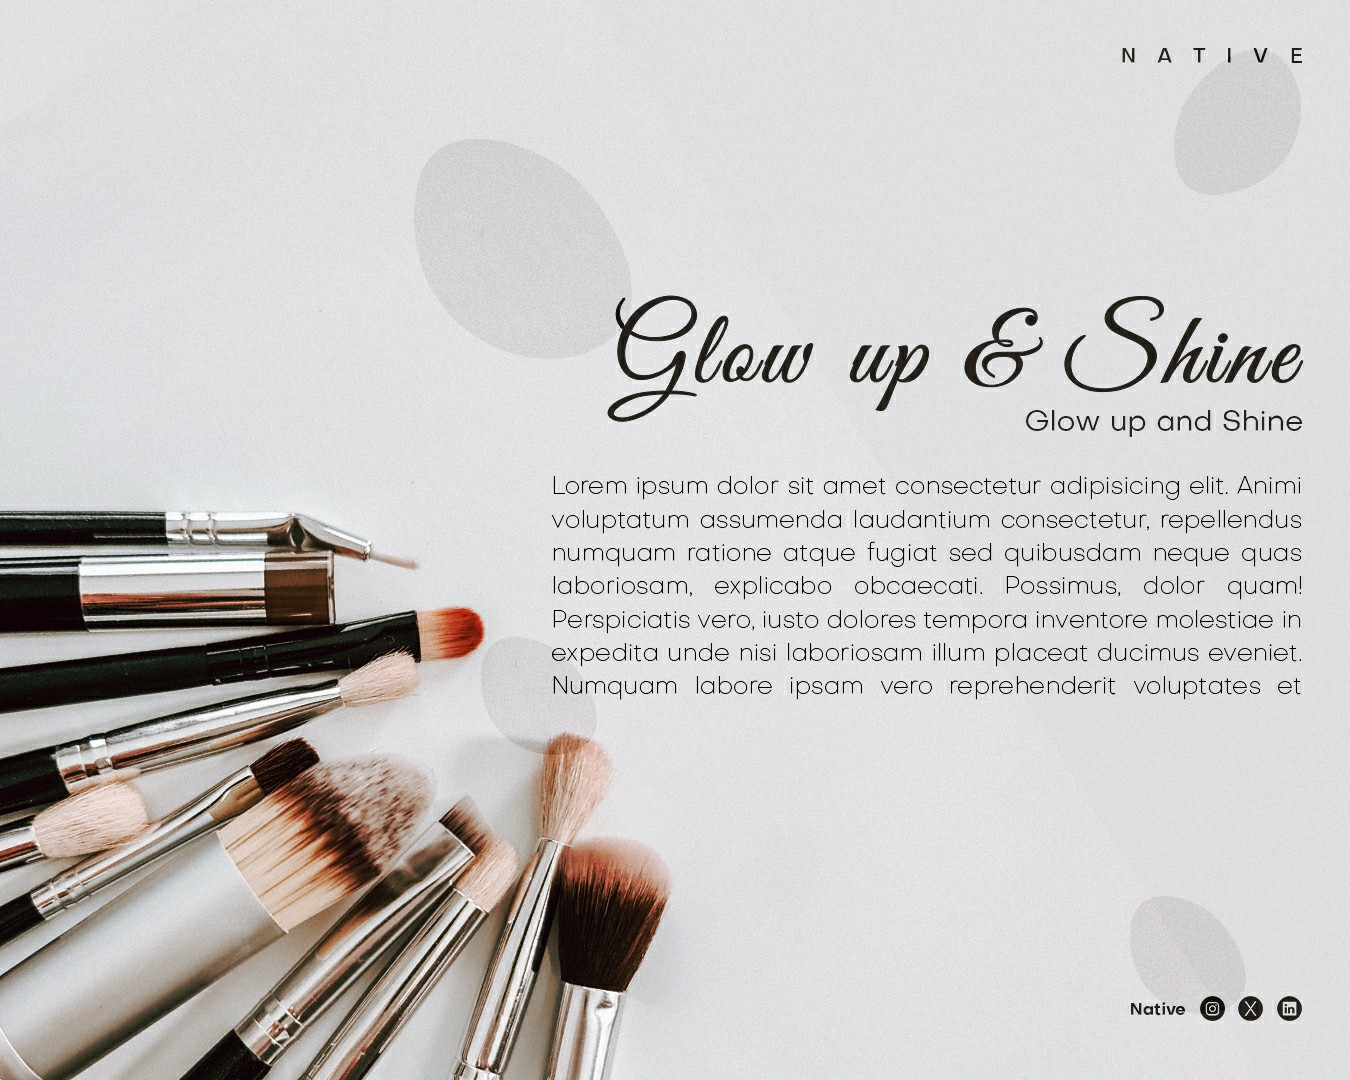 NATIVE
Glow up & Shine
Glow up and Shine
Lorem ipsum dolor sit amet consectetur adipisicing elit. Animi
voluptatum assumenda laudantium consectetur, repellendus
numquam ratione atque fugiat sed quibusdam neque quas
laboriosam, explicabo obcaecati. Possimus, dolor quam!
Perspiciatis vero, iusto dolores tempora inventore molestiae in
expedita unde nisi laboriosam illum placeat ducimus eveniet.
Numquam labore ipsam vero reprehenderit voluptates et
Native